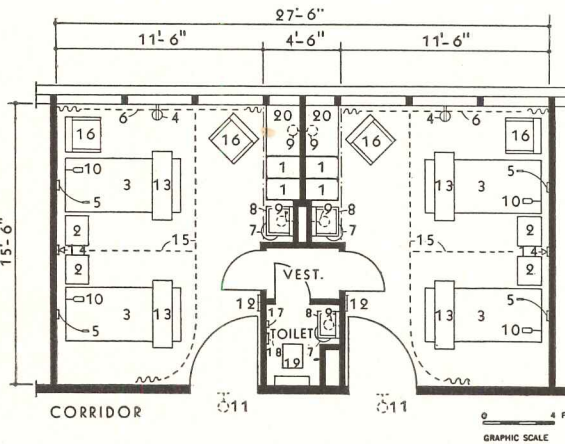 27'-6"
11'-6" 4'-6" 11'-6"
6 4 20 20 4 6
16 16 9 9 16 16
10 1 1
3 13 13 3
5 1 1 10
15'-6" 8 9 9 8
2 7 7 2
4 15 15 4
2 VEST. 2
10 12 12 5
3 13 17 8 9 13 3
5 TOILET 10
18 7
19
CORRIDOR 11 11
0 4 F
GRAPHIC SCALE